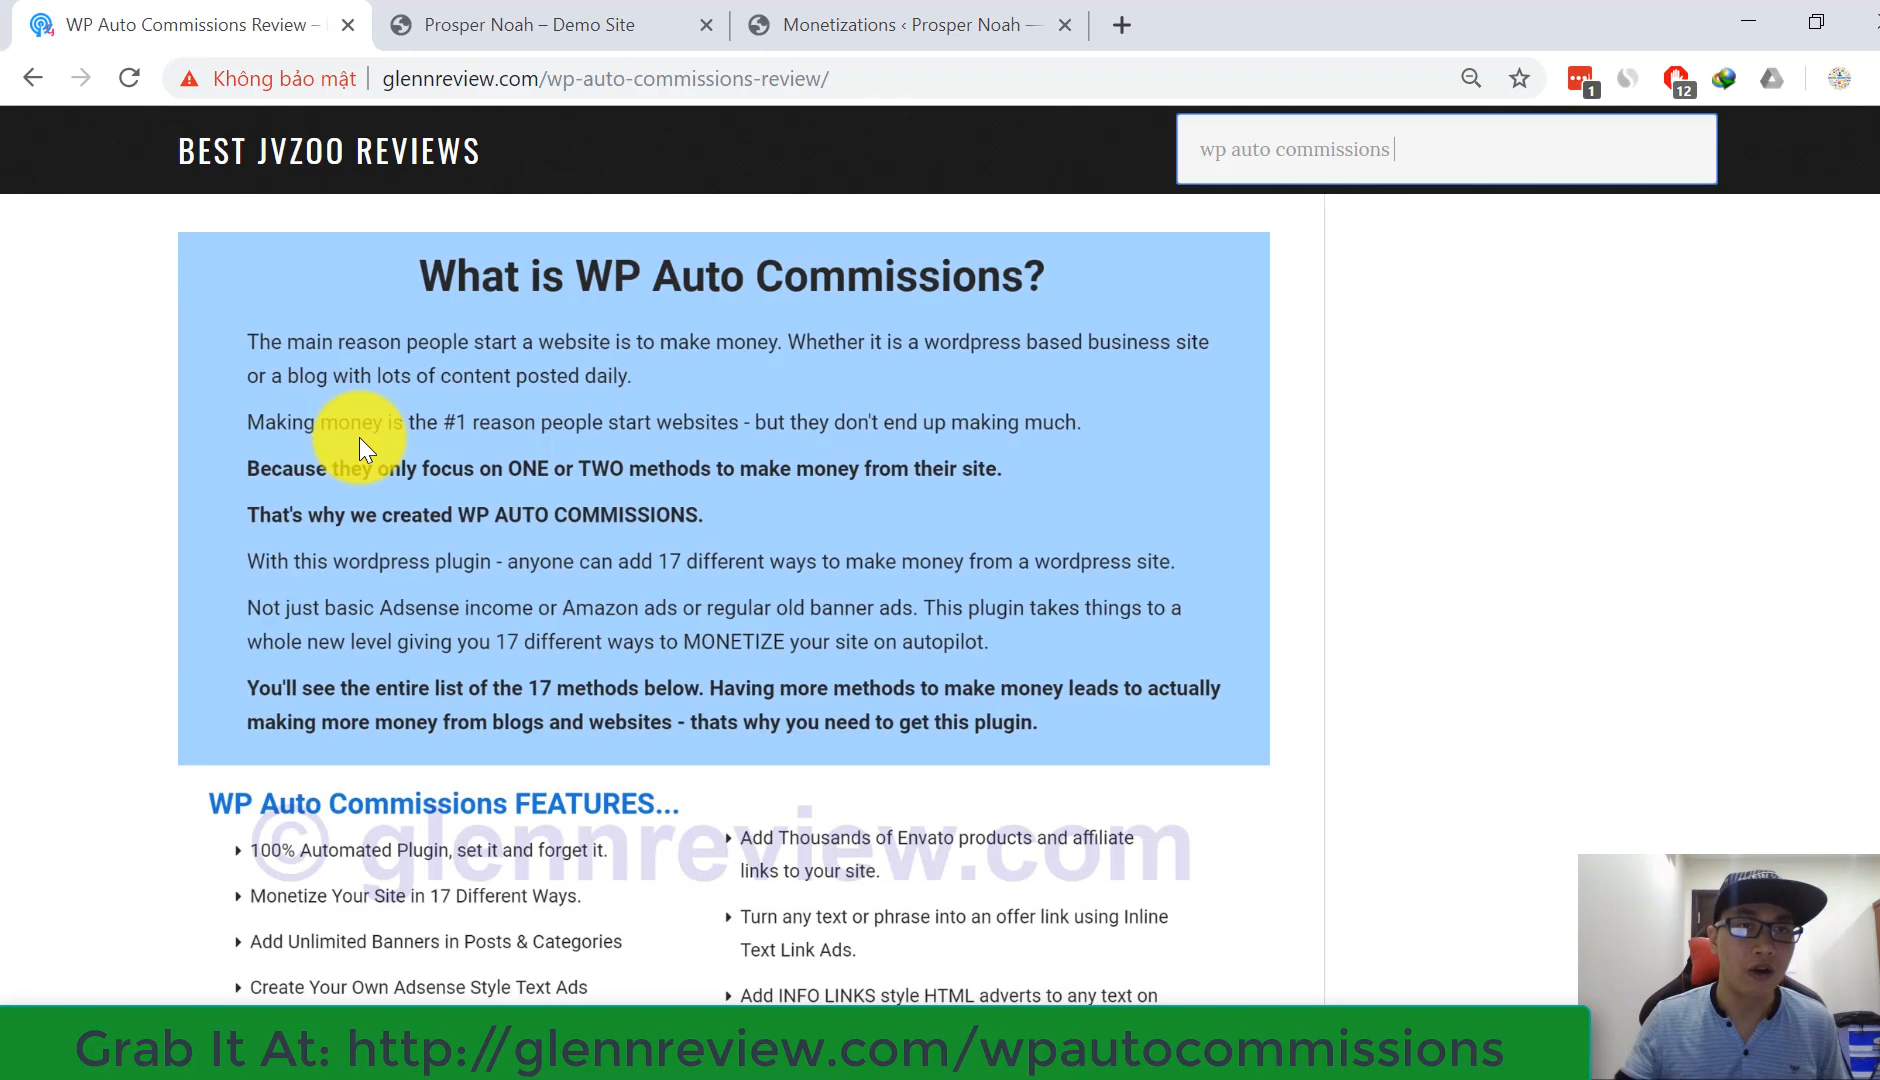 WP Auto Commissions Review –
Prosper Noah – Demo Site
Monetizations ‹ Prosper Noah —
Không bảo mật
glennreview.com/wp-auto-commissions-review/
1
12
BEST JVZOO REVIEWS
wp auto commissions
What is WP Auto Commissions?
The main reason people start a website is to make money. Whether it is a wordpress based business site
or a blog with lots of content posted daily.
Making money is the #1 reason people start websites - but they don't end up making much.
Because they only focus on ONE or TWO methods to make money from their site.
That's why we created WP AUTO COMMISSIONS.
With this wordpress plugin - anyone can add 17 different ways to make money from a wordpress site.
Not just basic Adsense income or Amazon ads or regular old banner ads. This plugin takes things to a
whole new level giving you 17 different ways to MONETIZE your site on autopilot.
You'll see the entire list of the 17 methods below. Having more methods to make money leads to actually
making more money from blogs and websites - thats why you need to get this plugin.
WP Auto Commissions FEATURES...
© glennreview.com
100% Automated Plugin, set it and forget it.
Monetize Your Site in 17 Different Ways.
Add Unlimited Banners in Posts & Categories
Create Your Own Adsense Style Text Ads
Add Thousands of Envato products and affiliate
links to your site.
Turn any text or phrase into an offer link using Inline
Text Link Ads.
Add INFO LINKS style HTML adverts to any text on
Grab It At: http://glennreview.com/wpautocommissions